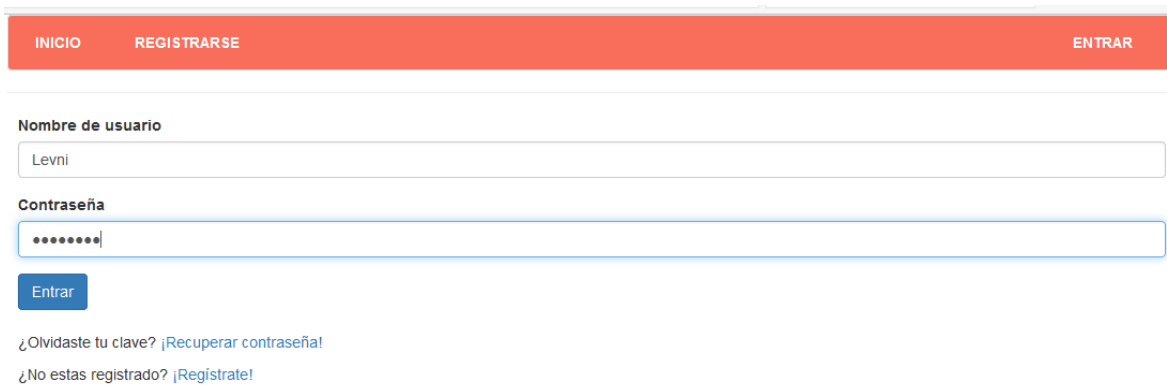 INICIO REGISTRARSE ENTRAR
Nombre de usuario
Levni
Contraseña
••••••••
Entrar
¿Olvidaste tu clave? ¡Recuperar contraseña!
¿No estas registrado? ¡Regístrate!